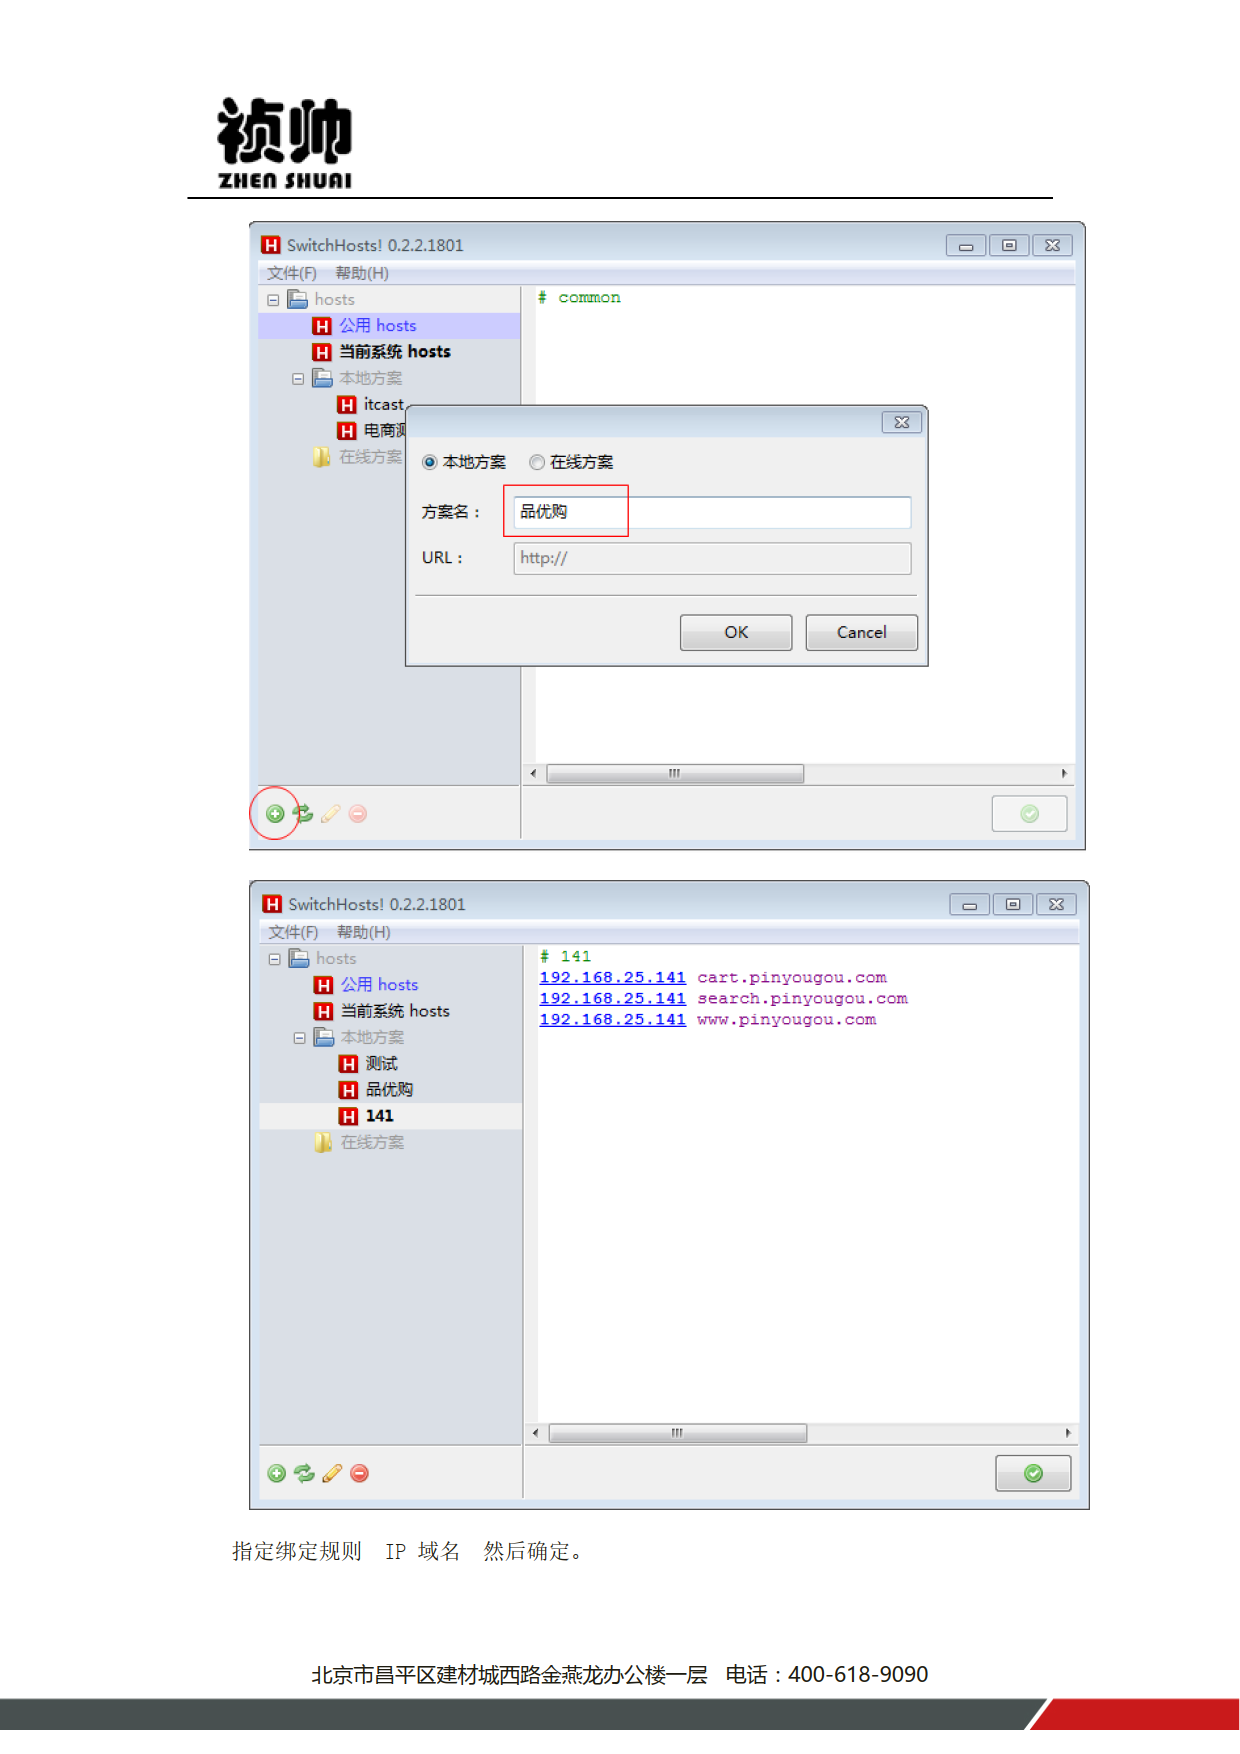 祯帅
ZHEN SHUAI
SwitchHosts! 0.2.2.1801
文件(F) 帮助(H)
hosts
公用 hosts
当前系统 hosts
本地方案
itcast
电商测
在线方案
# common
本地方案 在线方案
方案名： 品优购
URL： http://
OK Cancel
SwitchHosts! 0.2.2.1801
文件(F) 帮助(H)
hosts
公用 hosts
当前系统 hosts
本地方案
测试
品优购
141
在线方案
# 141
192.168.25.141 cart.pinyougou.com
192.168.25.141 search.pinyougou.com
192.168.25.141 www.pinyougou.com
指定绑定规则 IP 域名 然后确定。
北京市昌平区建材城西路金燕龙办公楼一层 电话：400-618-9090